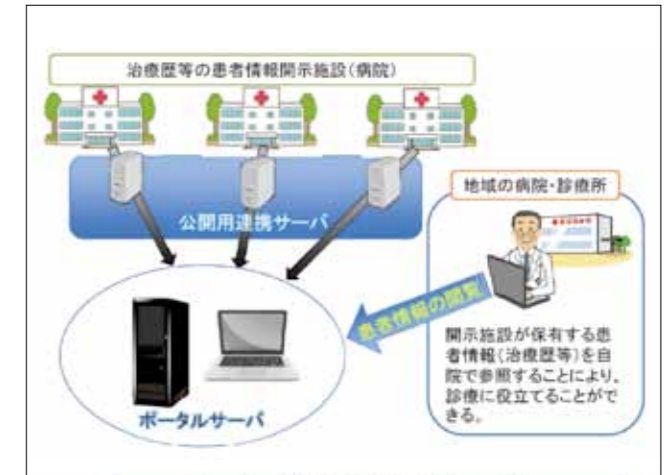 治療歴等の患者情報開示施設(病院)
公開用連携サーバ
地域の病院・診療所
患者情報の閲覧
開示施設が保有する患
者情報(治療歴等)を自
院で参照することにより、
診療に役立てることがで
きる。
ポータルサーバ